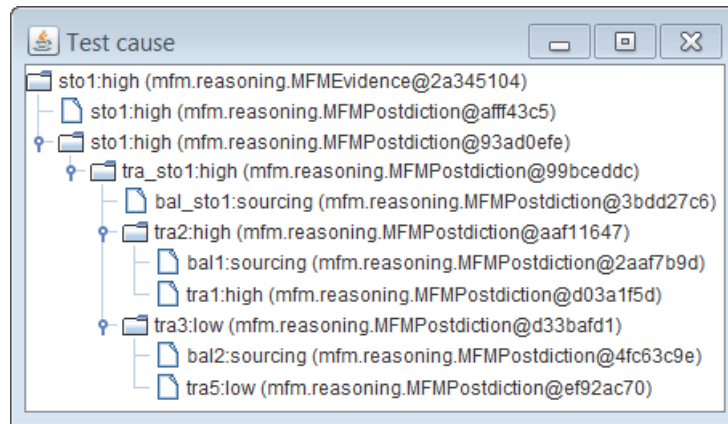 Test cause
sto1:high (mfm.reasoning.MFMEvidence@2a345104)
sto1:high (mfm.reasoning.MFMPostdiction@afff43c5)
sto1:high (mfm.reasoning.MFMPostdiction@93ad0efe)
tra_sto1:high (mfm.reasoning.MFMPostdiction@99bceddc)
bal_sto1:sourcing (mfm.reasoning.MFMPostdiction@3bdd27c6)
tra2:high (mfm.reasoning.MFMPostdiction@aaf11647)
bal1:sourcing (mfm.reasoning.MFMPostdiction@2aaf7b9d)
tra1:high (mfm.reasoning.MFMPostdiction@d03a1f5d)
tra3:low (mfm.reasoning.MFMPostdiction@d33bafd1)
bal2:sourcing (mfm.reasoning.MFMPostdiction@4fc63c9e)
tra5:low (mfm.reasoning.MFMPostdiction@ef92ac70)